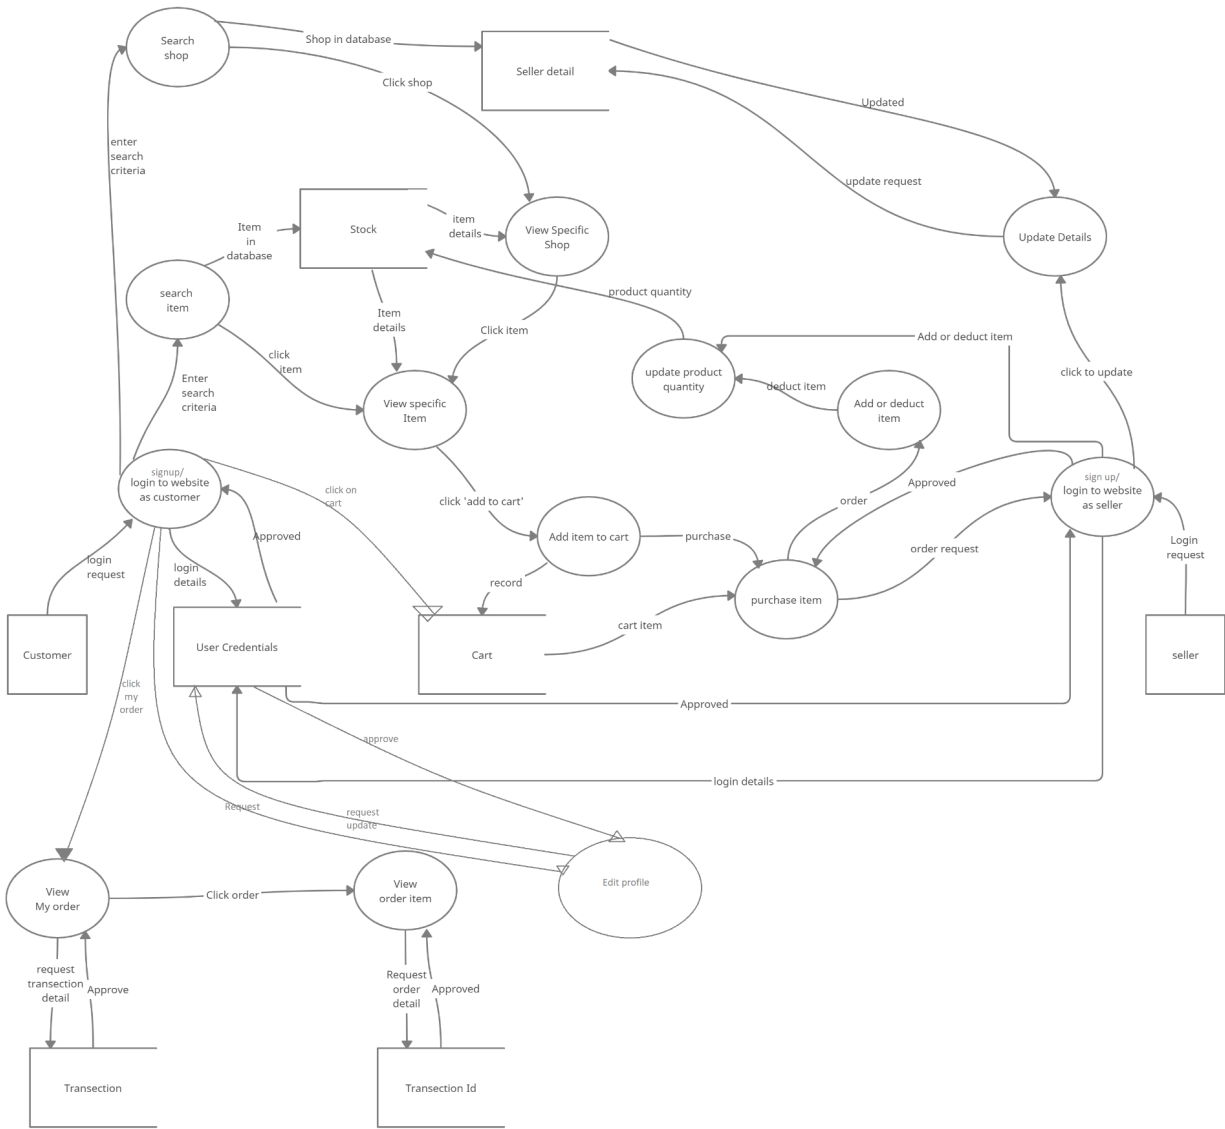 Search
shop
Shop in database
Seller detail
Click shop
Updated
enter
search
criteria
update request
Stock
item
details
View Specific
Shop
Update Details
Item
in
database
search
item
product quantity
Item
details
Click item
Add or deduct item
click
item
Enter
search
criteria
update product
quantity
deduct item
click to update
View specific
Item
Add or deduct
item
signup/
login to website
as customer
click on
cart
click 'add to cart'
order
Approved
sign up/
login to website
as seller
login
request
login
details
Approved
Add item to cart
purchase
order request
Login
request
record
purchase item
Customer
User Credentials
Cart
cart item
seller
click
my
order
Approved
approve
login details
Request
request
update
View
My order
Click order
View
order item
Edit profile
request
transection
detail
Approve
Request
order
detail
Approved
Transection
Transection Id